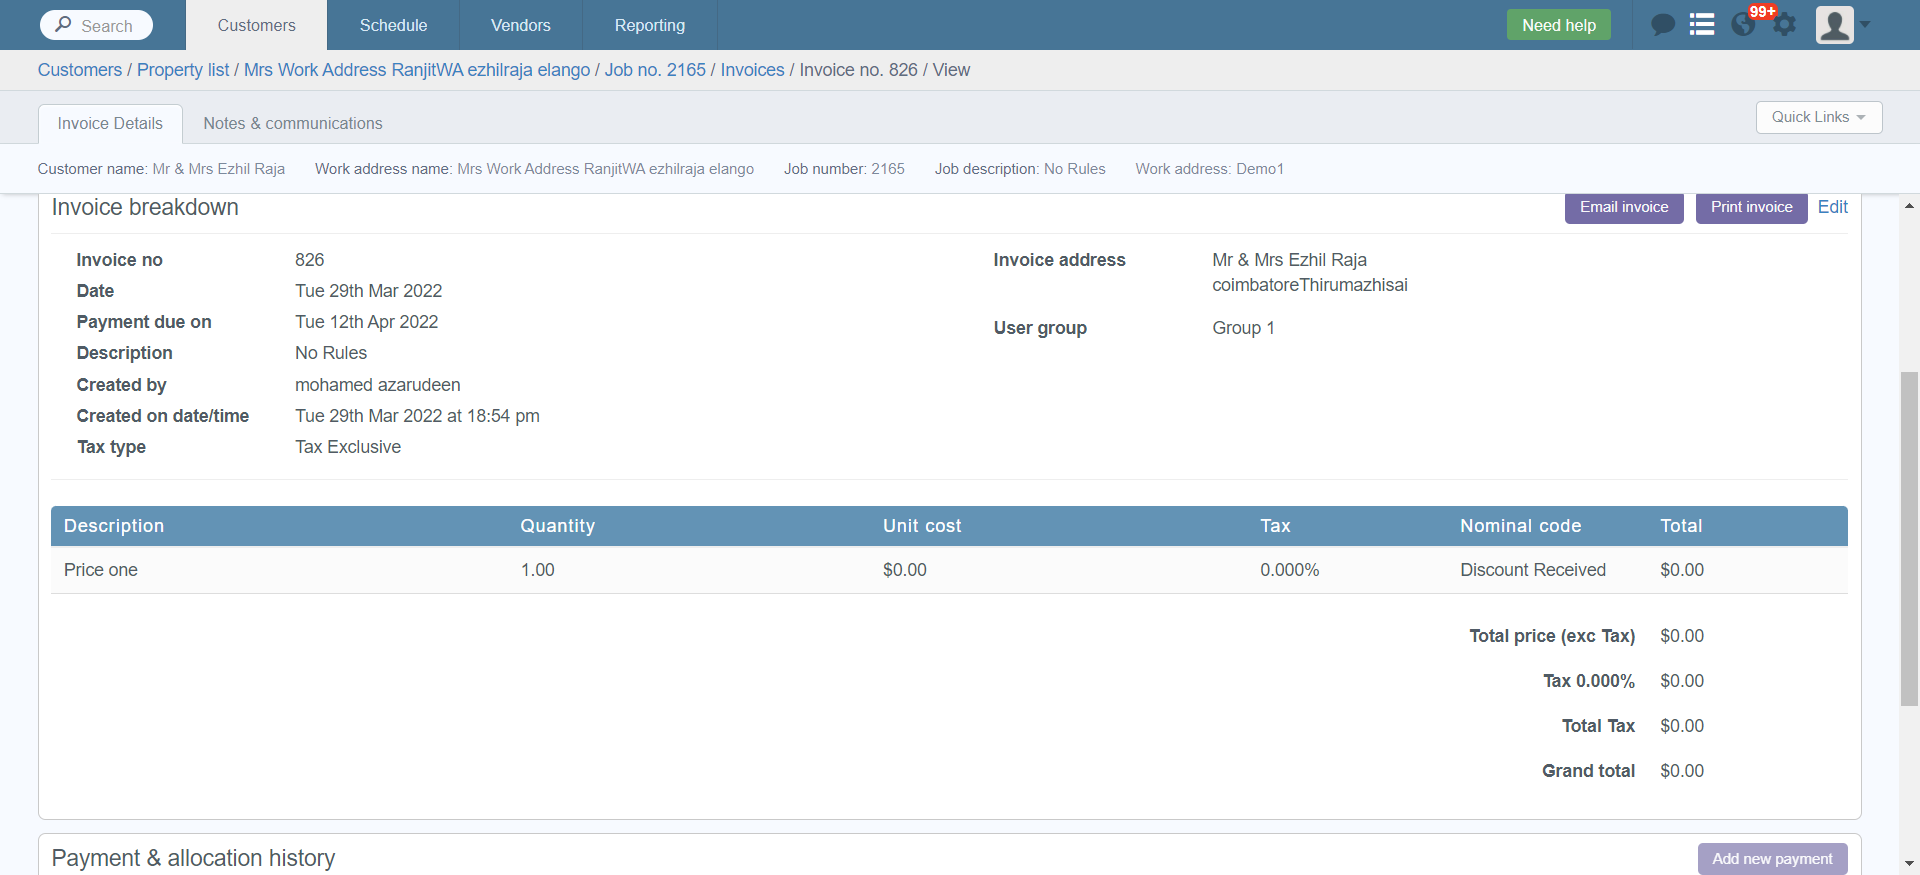 Search
Customers
Schedule
Vendors
Reporting
Need help
99+
Customers / Property list / Mrs Work Address RanjitWA ezhilraja elango / Job no. 2165 / Invoices / Invoice no. 826 / View
Invoice Details
Notes & communications
Quick Links
Customer name: Mr & Mrs Ezhil Raja Work address name: Mrs Work Address RanjitWA ezhilraja elango Job number: 2165 Job description: No Rules Work address: Demo1
Invoice breakdown
Email invoice
Print invoice
Edit
Invoice no 826
Date Tue 29th Mar 2022
Payment due on Tue 12th Apr 2022
Description No Rules
Created by mohamed azarudeen
Created on date/time Tue 29th Mar 2022 at 18:54 pm
Tax type Tax Exclusive
Invoice address Mr & Mrs Ezhil Raja
coimbatoreThirumazhisai
User group Group 1
Description Quantity Unit cost Tax Nominal code Total
Price one 1.00 $0.00 0.000% Discount Received $0.00
Total price (exc Tax) $0.00
Tax 0.000% $0.00
Total Tax $0.00
Grand total $0.00
Payment & allocation history
Add new payment